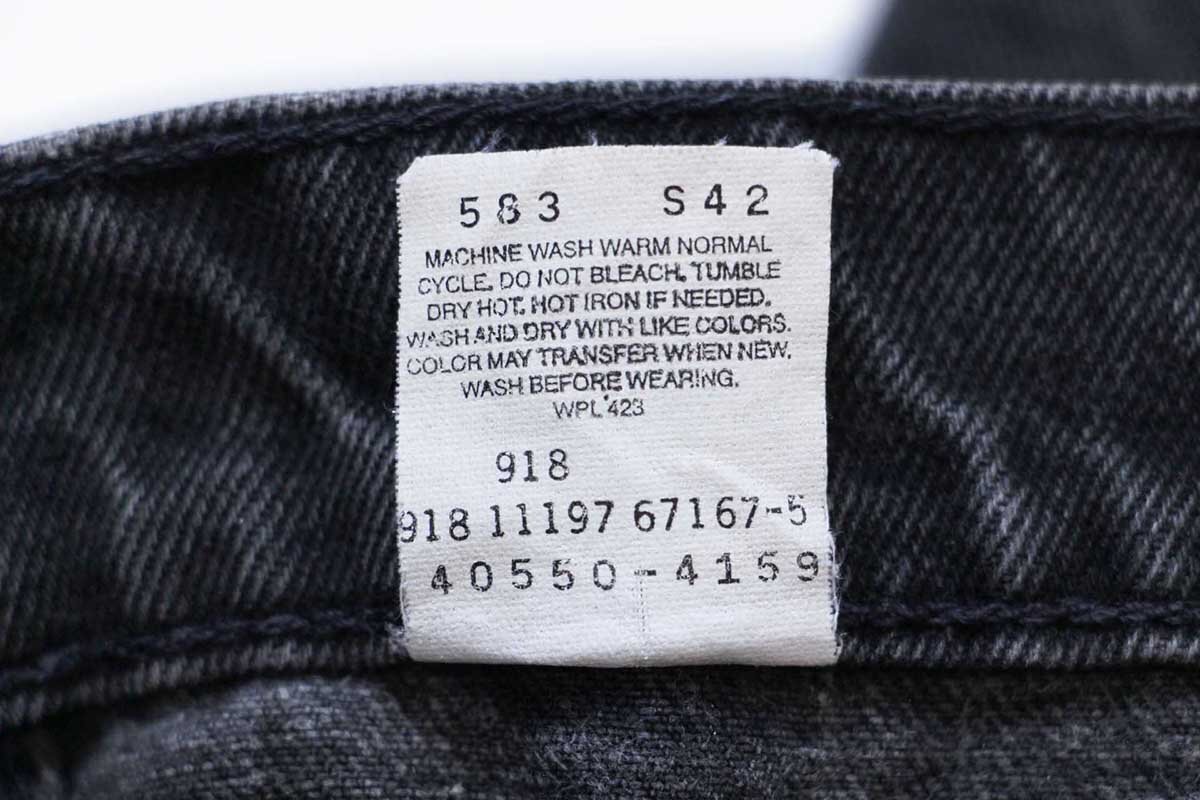 583 S42
MACHINE WASH WARM NORMAL
CYCLE. DO NOT BLEACH. TUMBLE
DRY HOT. HOT IRON IF NEEDED.
WASH AND DRY WITH LIKE COLORS.
COLOR MAY TRANSFER WHEN NEW.
WASH BEFORE WEARING.
WPL 423
918
918 11197 67167-5
40550-4159